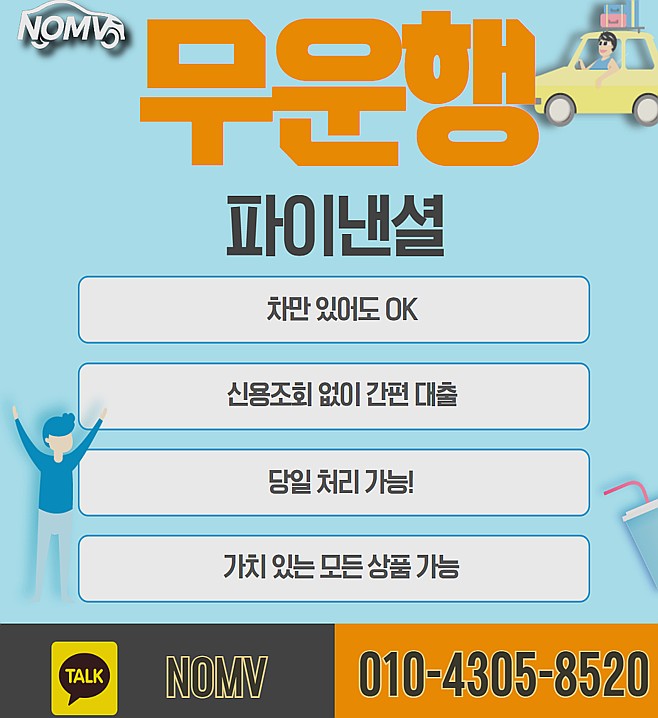 NOMV
무운행
파이낸셜
차만 있어도 OK
신용조회 없이 간편 대출
당일 처리 가능!
가치 있는 모든 상품 가능
TALK
NOMV
010-4305-8520